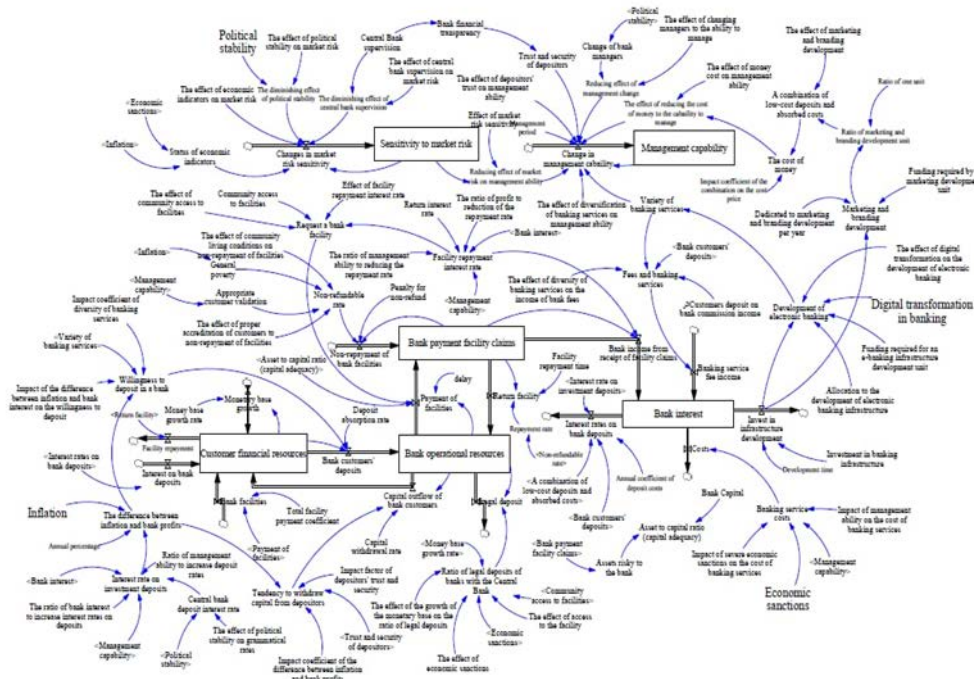 Political
stability
The effect of political
stability on market risk
Central Bank
supervision
Bank financial
transparency
The effect of central
bank supervision on
market risk
Trust and security
of depositors
<Political
stability>
Change of bank
managers
The effect of changing
managers to the ability to
manage
The effect of marketing
and branding
development
The effect of economic
indicators on market risk
The diminishing effect
of political stability
The diminishing effect of
central bank supervision
The effect of depositors'
trust on management
ability
Reducing effect of
management change
The effect of money
cost on management
ability
The effect of reducing the cost
of money to the cabaility to
manage
A combination of
low-cost deposits and
absorbed costs
Ratio of one unit
<Economic
sanctions>
<Inflation>
Status of economic
indicators
Changes in market
risk sensitivity
Sensitivity to market risk
Effect of market
risk sensitivity
Management
period
Change in
management cabaility
Management capability
Reducing effect of market
risk on management ability
The cost of
money
Ratio of marketing and
branding development unit
Impact coefficient of the
combination on the cost
price
Funding required by
marketing development
unit
The effect of
community access to
facilities
Community access
to facilities
Effect of facility
repayment interest rate
Request a bank
facility
Return interest
rate
The ratio of profit to
reduction of the
repayment rate
<Bank interest>
The effect of diversification
of banking services on
management ability
Variety of
banking services
Dedicated to marketing
and branding
development per year
Marketing and
branding
development
The effect of community
living conditions on
non-repayment of facilities
General
poverty
<Inflation>
The ratio of
management ability to
reducing the
repayment rate
Facility repayment
interest rate
<Management
capability>
<Bank customers'
deposits>
Fees and banking
services
The effect of digital
transformation on the
development of electronic
banking
<Management
capability>
Appropriate
customer validation
Non-refundable
rate
Penalty for
non-refund
The effect of diversity of
banking services on the
income of bank fees
Customers deposit on
bank commission income
Development of
electronic banking
Digital transformation
in banking
Impact coefficient of
diversity of banking
services
The effect of proper
accreditation of customers to
non-repayment of facilities
Non-repayment of
bank facilities
Bank payment facility claims
Bank income from
receipt of facility claims
Banking service
fee income
Funding required for an
e-banking infrastructure
development unit
<Variety of
banking services>
<Asset to capital ratio
(capital adequacy)>
Facility
repayment time
Allocation to the
development of electronic
banking infrastructure
Impact of the difference
between inflation and bank
interest on the willingness to
deposit
Willingness to
deposit in a bank
Money base
growth
Monetary base
growth
Deposit
absorption rate
delay
Payment of
facilities
Return facility
<Interest rate on
investment deposits>
Interest rates on
bank deposits
Bank interest
Invest in
infrastructure
development
<Return facility>
Facility repayment
Repayment rate
<Interest rates on
bank deposits>
Interest on bank
deposits
Customer financial resources
Bank customers'
deposits
Bank operational resources
<Non-refundable
rate>
Costs
Development time
Investment in banking
infrastructure
Inflation
The difference between
inflation and bank profits
Annual percentage
Bank facilities
Total facility
payment coefficient
Capital outflow of
bank customers
Capital
withdrawal rate
Legal deposit
<A combination of
low-cost deposits and
absorbed costs>
Annual coefficient of
deposit costs
<Bank customers'
deposits>
Bank Capital
Banking service
costs
Impact of management
ability on the cost of
banking services
<Payment of
facilities>
<Money base
growth rate>
<Bank payment
facility claims>
Asset to capital ratio
(capital adequacy)
Assets risky to
the bank
<Bank interest>
Interest rate on
investment deposits
Ratio of management
ability to increase deposit
rates
Tendency to withdraw
capital from depositors
Impact factor of
depositors' trust and
security
Ratio of legal deposits of
banks with the Central
Bank
<Community
access to facilities>
Impact of severe economic
sanctions on the cost of
banking services
<Management
capability>
The ratio of bank interest
to increase interest rates on
deposits
Central bank
deposit interest rate
The effect of the growth of
the monetary base on the
ratio of legal deposits
The effect of access
to the facility
Economic
sanctions
<Management
capability>
<Political
stability>
The effect of political
stability on grammatical
rates
<Trust and security
of depositors>
<Economic
sanctions>
Impact coefficient of the
difference between inflation
and bank profit
The effect of
economic sanctions